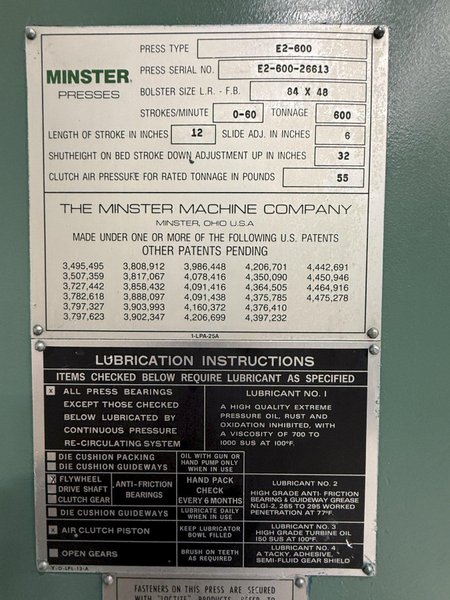 MINSTER®
PRESSES
PRESS TYPE E2-600
PRESS SERIAL NO. E2-600-26613
BOLSTER SIZE L.R. - F.B. 84 X 48
STROKES/MINUTE 0-60 TONNAGE 600
LENGTH OF STROKE IN INCHES 12 SLIDE ADJ. IN INCHES 6
SHUTHEIGHT ON BED STROKE DOWN, ADJUSTMENT UP IN INCHES 32
CLUTCH AIR PRESSURE FOR RATED TONNAGE IN POUNDS 55
THE MINSTER MACHINE COMPANY
MINSTER, OHIO U.S.A
MADE UNDER ONE OR MORE OF THE FOLLOWING U.S. PATENTS
OTHER PATENTS PENDING
3,495,495 3,808,912 3,986,448 4,206,701 4,442,691
3,507,359 3,817,067 4,078,416 4,350,090 4,450,946
3,727,442 3,858,432 4,091,416 4,364,505 4,464,916
3,782,618 3,888,097 4,091,438 4,375,785 4,475,278
3,797,327 3,903,993 4,160,372 4,376,410
3,797,623 3,902,347 4,206,699 4,397,232
1-LPA-25A
LUBRICATION INSTRUCTIONS
ITEMS CHECKED BELOW REQUIRE LUBRICANT AS SPECIFIED
X ALL PRESS BEARINGS
EXCEPT THOSE CHECKED
BELOW LUBRICATED BY
CONTINUOUS PRESSURE
RE-CIRCULATING SYSTEM
LUBRICANT NO. 1
A HIGH QUALITY EXTREME
PRESSURE OIL, RUST AND
OXIDATION INHIBITED, WITH
A VISCOSITY OF 700 TO
1000 SUS AT 100°F.
DIE CUSHION PACKING
DIE CUSHION GUIDEWAYS
OIL WITH GUN OR
HAND PUMP ONLY
WHEN IN USE
X FLYWHEEL
DRIVE SHAFT
CLUTCH GEAR
ANTI-FRICTION
BEARINGS
HAND PACK
CHECK
EVERY 6 MONTHS
LUBRICANT NO. 2
HIGH GRADE ANTI-FRICTION
BEARING & GUIDEWAY GREASE
NLGI-2, 265 TO 295 WORKED
PENETRATION AT 77°F.
DIE CUSHION GUIDEWAYS
LUBRICATE DAILY
WHEN IN USE
X AIR CLUTCH PISTON
KEEP LUBRICATOR
BOWL FILLED
LUBRICANT NO. 3
HIGH GRADE TURBINE OIL
150 SUS AT 100°F.
OPEN GEARS
BRUSH ON TEETH
AS REQUIRED
LUBRICANT NO. 4
A TACKY, ADHESIVE,
SEMI-FLUID GEAR SHIELD
FASTENERS ON THIS PRESS ARE SECURED
WITH "LOCTITE" PRODUCTS. REFER TO